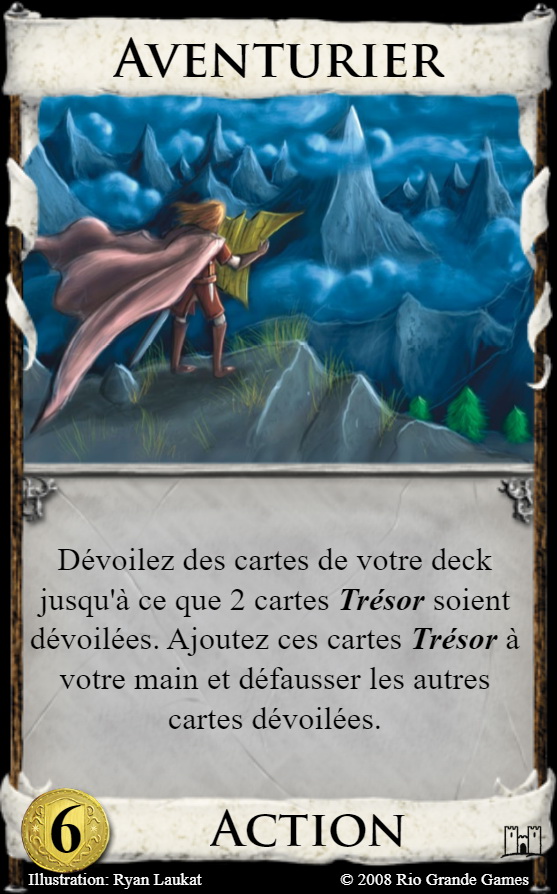 AVENTURIER
Dévoilez des cartes de votre deck
jusqu'à ce que 2 cartes Trésor soient
dévoilées. Ajoutez ces cartes Trésor à
votre main et défausser les autres
cartes dévoilées.
6
ACTION
Illustration: Ryan Laukat
© 2008 Rio Grande Games